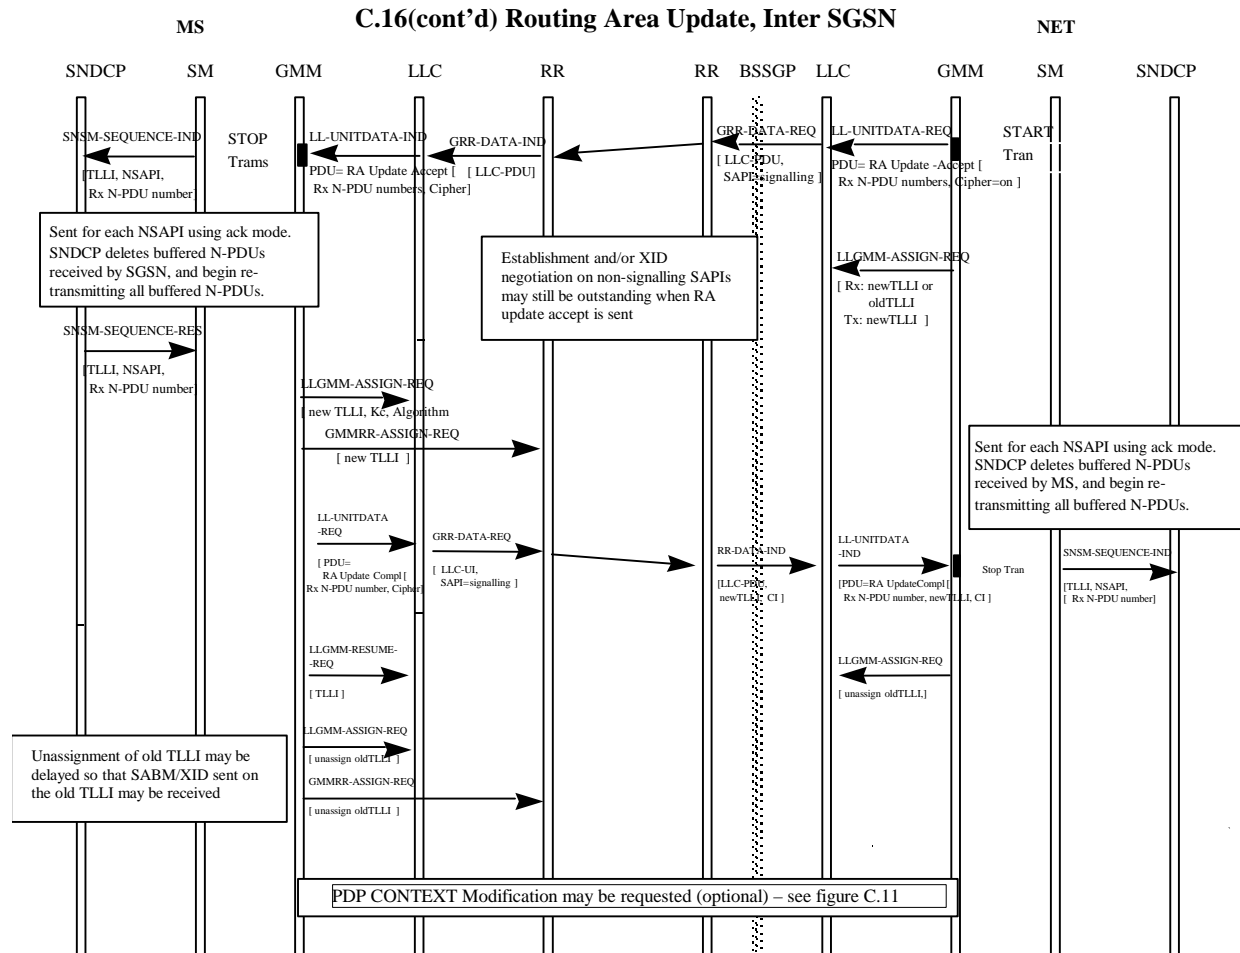 C.16(cont'd) Routing Area Update, Inter SGSN
MS
NET
SNDCP
SM
GMM
LLC
RR
RR
BSSGP
LLC
GMM
SM
SNDCP
SNSM-SEQUENCE-IND
[TLLI, NSAPI,
Rx N-PDU number]
STOP
Trams
LL-UNITDATA-IND
PDU= RA Update Accept [
Rx N-PDU numbers, Cipher]
GRR-DATA-IND
[ LLC-PDU]
GRR-DATA-REQ
[ LLC-PDU,
SAPI=signalling ]
LL-UNITDATA-REQ
PDU= RA Update -Accept [
Rx N-PDU numbers, Cipher=on ]
START
Tran
Sent for each NSAPI using ack mode.
SNDCP deletes buffered N-PDUs
received by SGSN, and begin re-
transmitting all buffered N-PDUs.
Establishment and/or XID
negotiation on non-signalling SAPIs
may still be outstanding when RA
update accept is sent
LLGMM-ASSIGN-REQ
[ Rx: newTLLI or
oldTLLI
Tx: newTLLI ]
SNSM-SEQUENCE-RES
[TLLI, NSAPI,
Rx N-PDU number]
LLGMM-ASSIGN-REQ
[ new TLLI, Kc, Algorithm
GMMRR-ASSIGN-REQ
[ new TLLI ]
Sent for each NSAPI using ack mode.
SNDCP deletes buffered N-PDUs
received by MS, and begin re-
transmitting all buffered N-PDUs.
LL-UNITDATA
-REQ
[ PDU=
RA Update Compl [
Rx N-PDU number, Cipher]
GRR-DATA-REQ
[ LLC-UI,
SAPI=signalling ]
RR-DATA-IND
[LLC-PDU,
newTLLI, CI ]
LL-UNITDATA
-IND
[PDU=RA UpdateCompl [
Rx N-PDU number, newTLLI, CI ]
Stop Tran
SNSM-SEQUENCE-IND
[TLLI, NSAPI,
[ Rx N-PDU number]
LLGMM-RESUME-
-REQ
[ TLLI ]
LLGMM-ASSIGN-REQ
[ unassign oldTLLI,]
LLGMM-ASSIGN-REQ
[ unassign oldTLLI ]
Unassignment of old TLLI may be
delayed so that SABM/XID sent on
the old TLLI may be received
GMMRR-ASSIGN-REQ
[ unassign oldTLLI ]
PDP CONTEXT Modification may be requested (optional) – see figure C.11